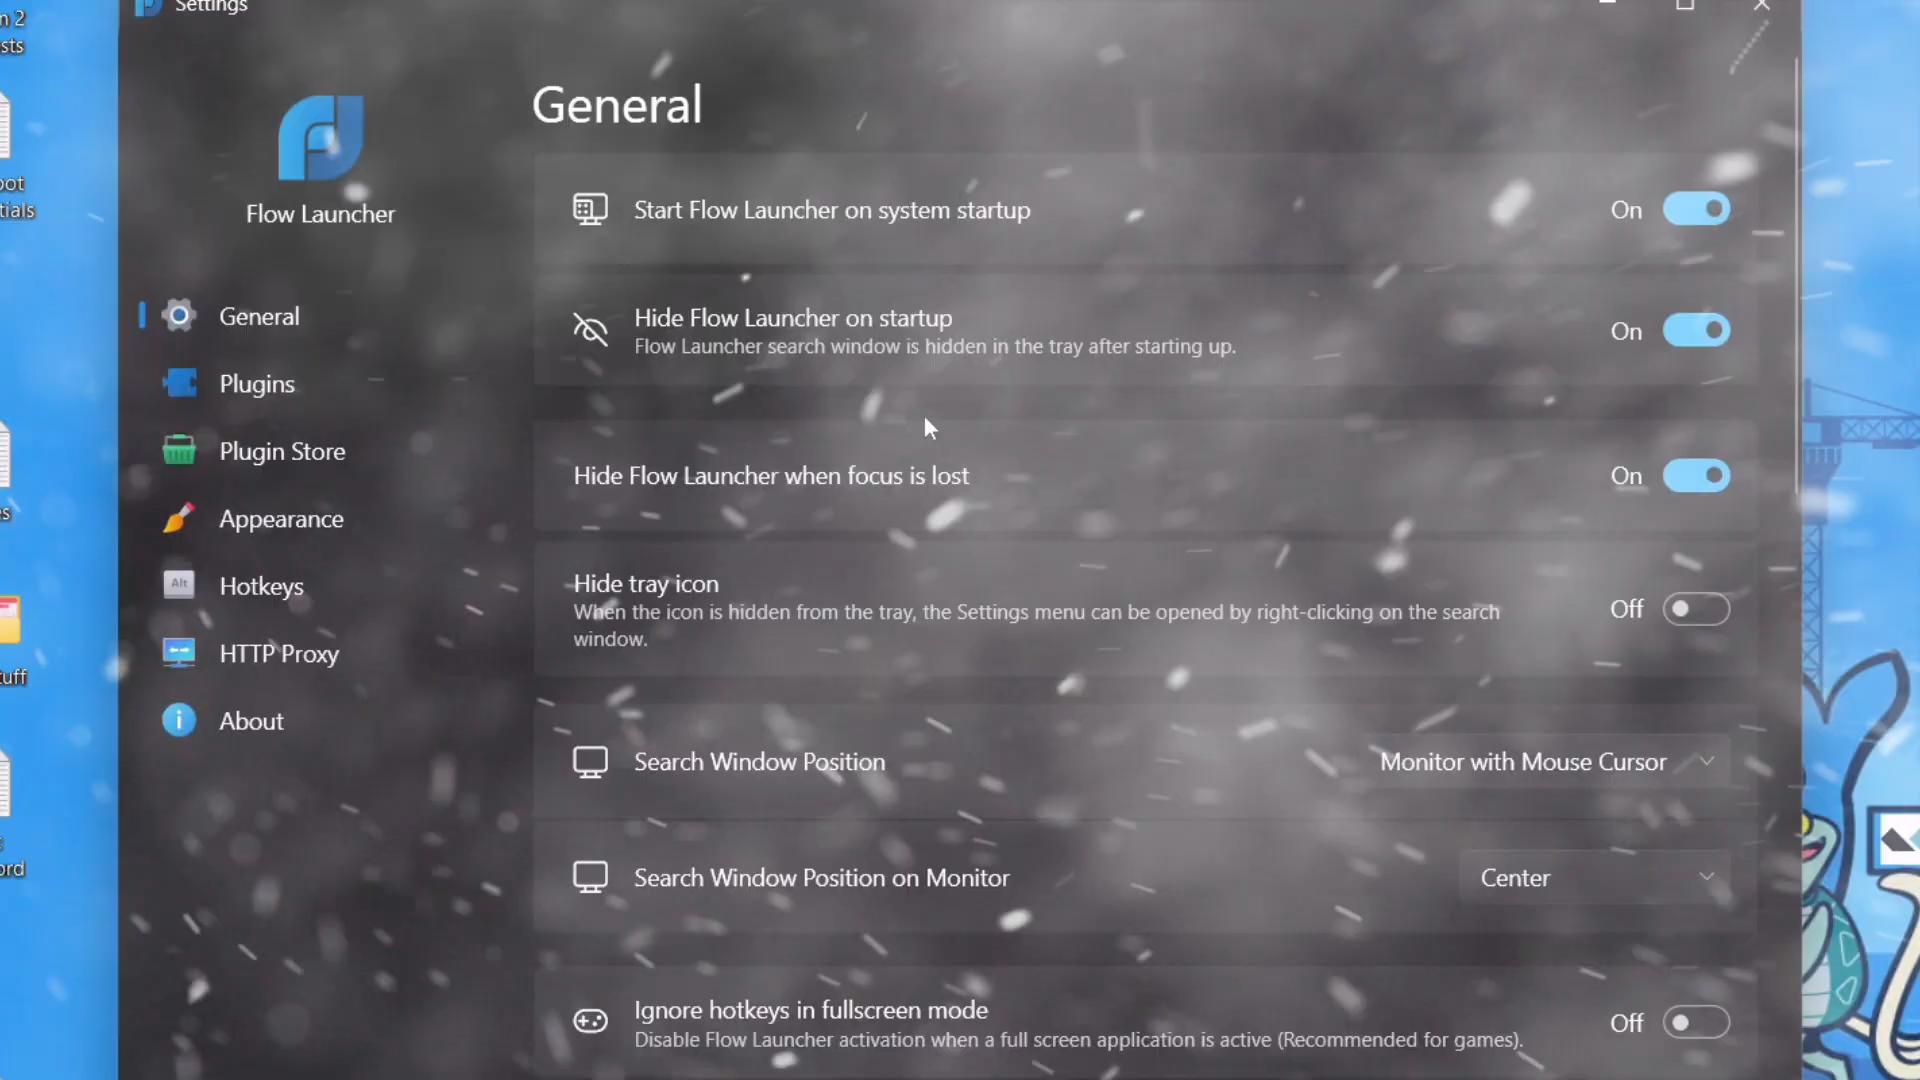 Settings
Flow Launcher
General
Plugins
Plugin Store
Appearance
Alt
Hotkeys
HTTP Proxy
About
General
Start Flow Launcher on system startup
On
Hide Flow Launcher on startup
Flow Launcher search window is hidden in the tray after starting up.
On
Hide Flow Launcher when focus is lost
On
Hide tray icon
When the icon is hidden from the tray, the Settings menu can be opened by right-clicking on the search
window.
Off
Search Window Position
Monitor with Mouse Cursor
Search Window Position on Monitor
Center
Ignore hotkeys in fullscreen mode
Disable Flow Launcher activation when a full screen application is active (Recommended for games).
Off